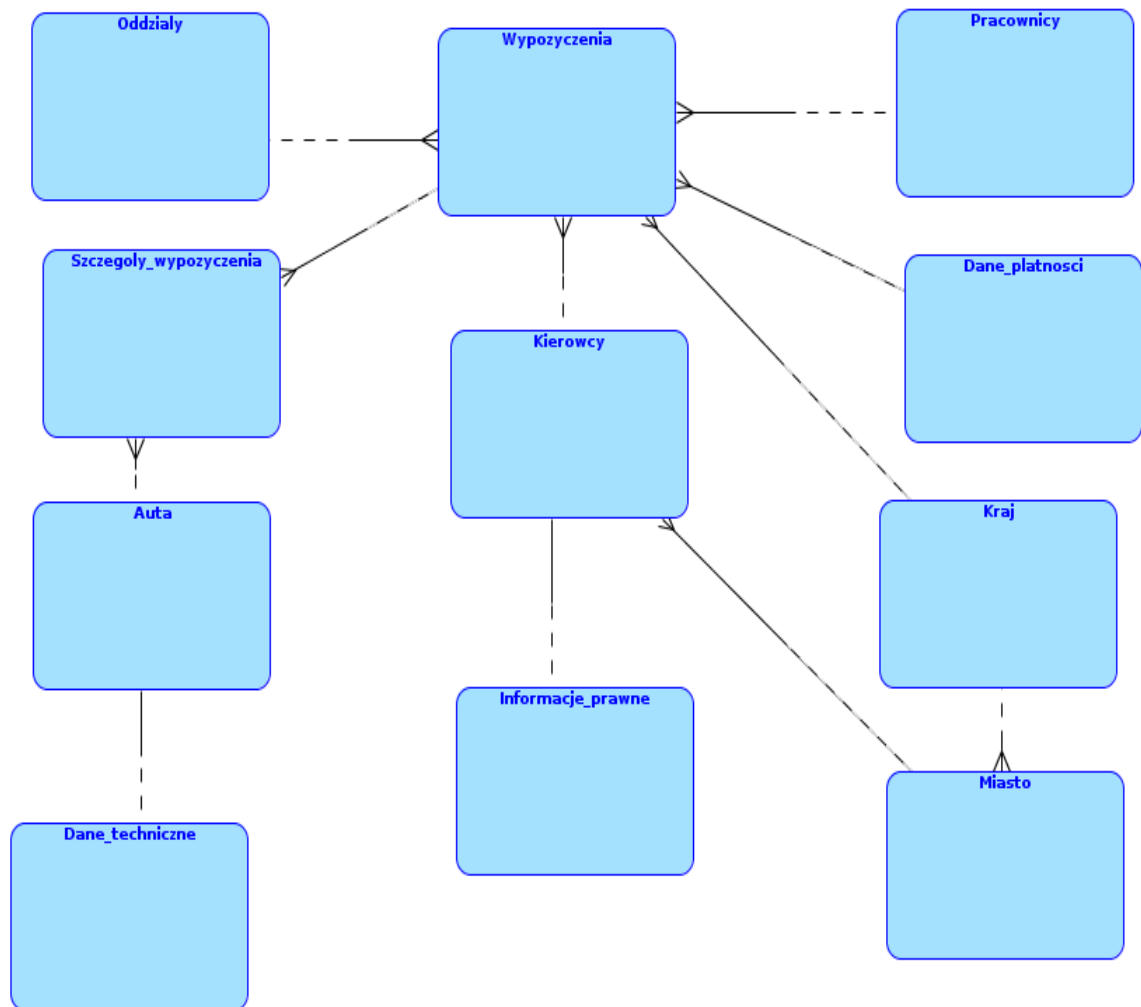 Oddzialy
Wypozyczenia
Pracownicy
Szczegoly_wypozyczenia
Dane_platnosci
Kierowcy
Auta
Kraj
Informacje_prawne
Miasto
Dane_techniczne